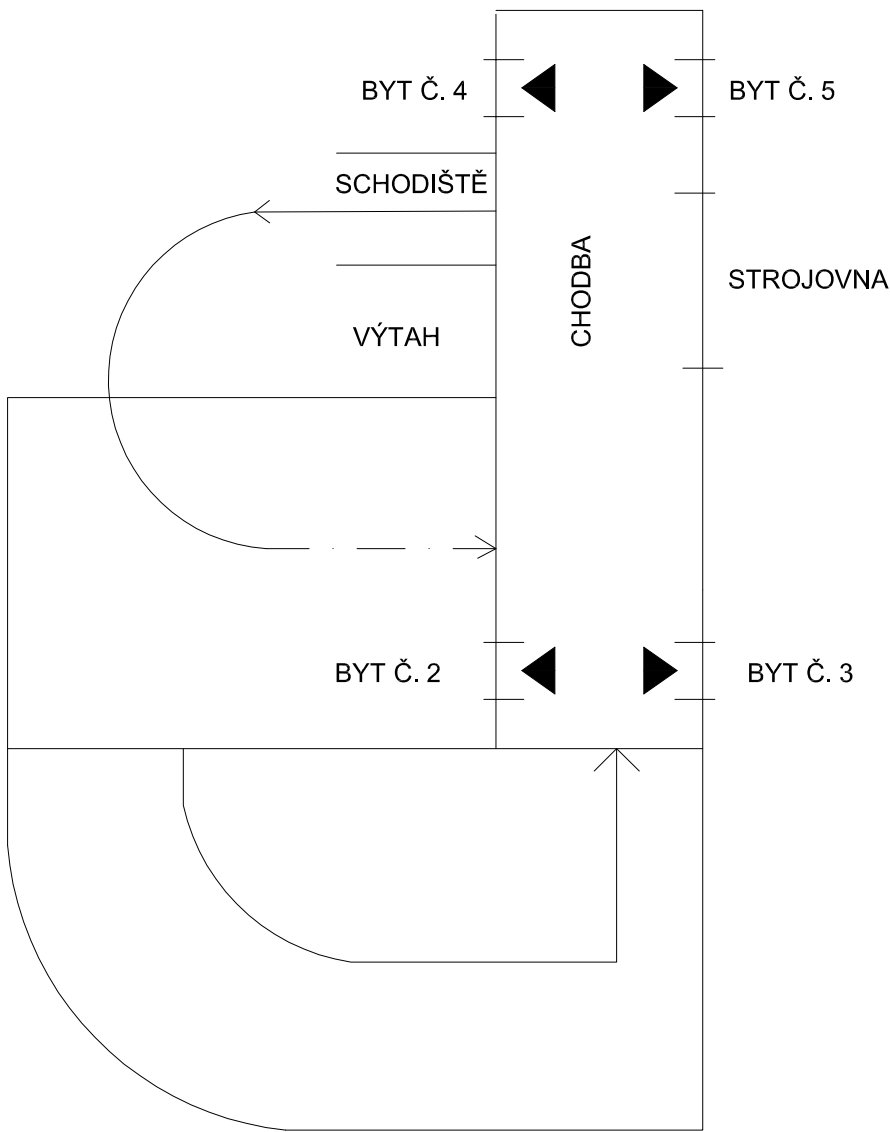 BYT Č. 4
BYT Č. 5
SCHODIŠTĚ
CHODBA
STROJOVNA
VÝTAH
BYT Č. 2
BYT Č. 3